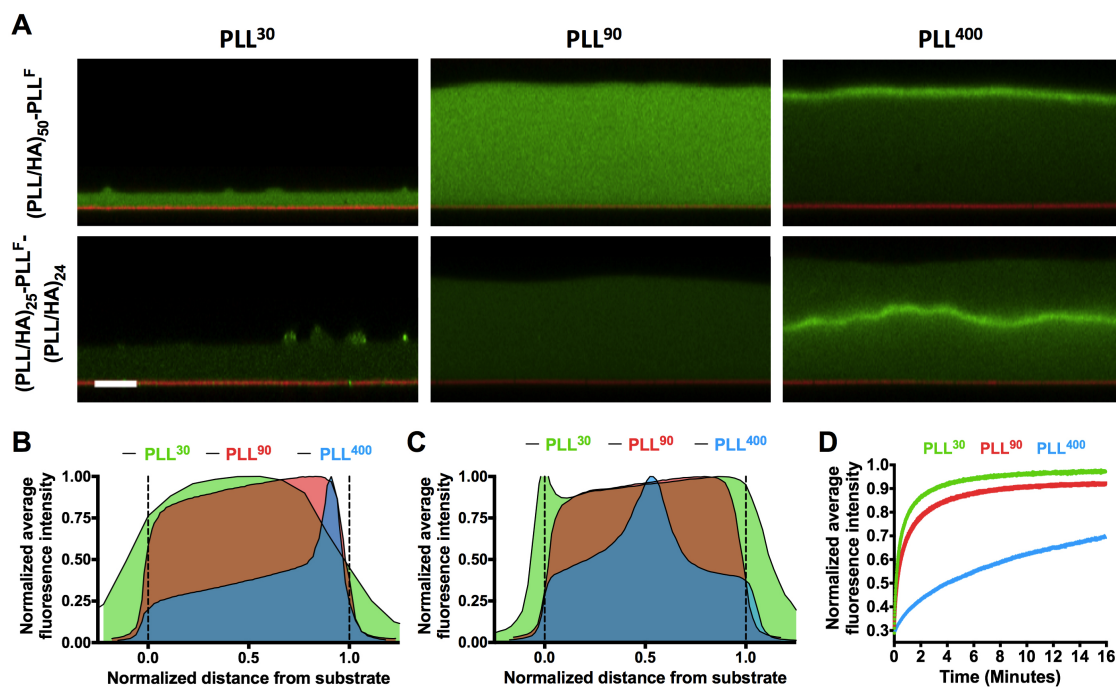 A
PLL³⁰ PLL⁹⁰ PLL⁴⁰⁰
(PLL/HA)₅₀-PLLᶠ
(PLL/HA)₂₅-PLLᶠ-
(PLL/HA)₂₄
B
— PLL³⁰ — PLL⁹⁰ — PLL⁴⁰⁰
Normalized average
fluoresence intensity
1.00
0.75
0.50
0.25
0.00
0.0 0.5 1.0
Normalized distance from substrate
C
— PLL³⁰ — PLL⁹⁰ — PLL⁴⁰⁰
Normalized average
fluoresence intensity
1.00
0.75
0.50
0.25
0.00
0.0 0.5 1.0
Normalized distance from substrate
D
PLL³⁰ PLL⁹⁰ PLL⁴⁰⁰
Normalized average
fluoresence intensity
1.0
0.9
0.8
0.7
0.6
0.5
0.4
0.3
0 2 4 6 8 10 12 14 16
Time (Minutes)